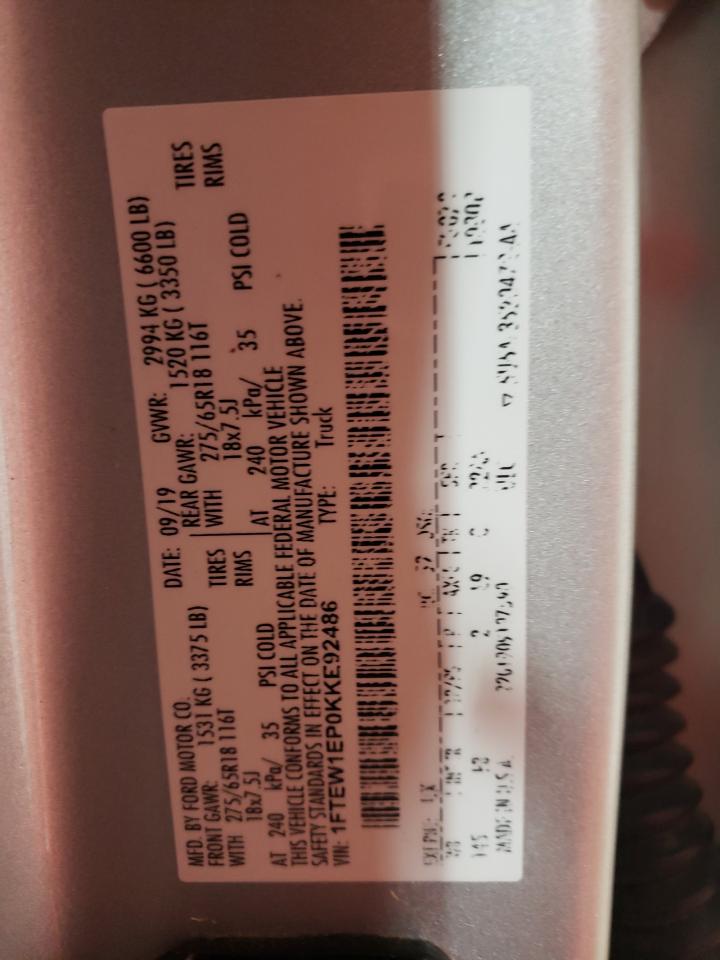 MFD. BY FORD MOTOR CO.
DATE: 09/19 GVWR: 2994 KG ( 6600 LB)
FRONT GAWR: 1531 KG ( 3375 LB) REAR GAWR: 1520 KG ( 3350 LB)
WITH 275/65R18 116T TIRES WITH 275/65R18 116T TIRES
18x7.5J RIMS 18x7.5J RIMS
AT 240 kPa/ 35 PSI COLD AT 240 kPa/ 35 PSI COLD
THIS VEHICLE CONFORMS TO ALL APPLICABLE FEDERAL MOTOR VEHICLE
SAFETY STANDARDS IN EFFECT ON THE DATE OF MANUFACTURE SHOWN ABOVE.
VIN: 1FTEW1EP0KKE92486 TYPE: Truck
145
MADE IN U.S.A.